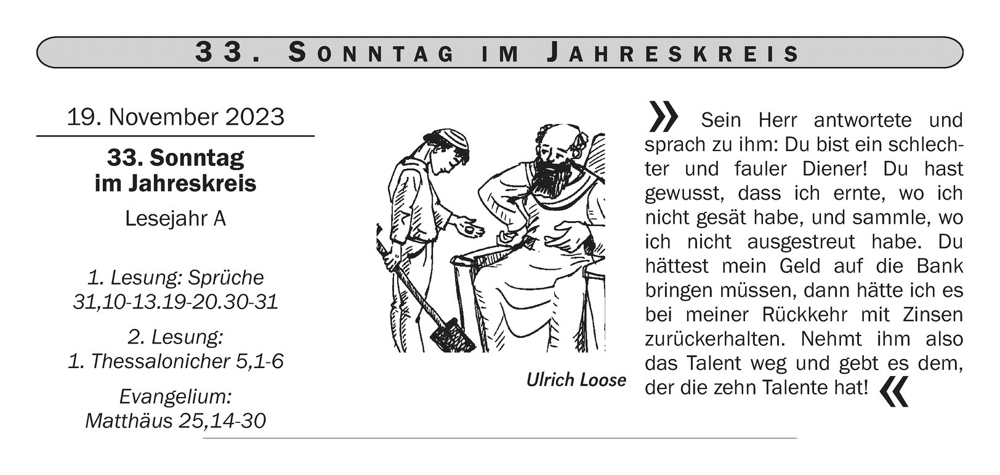 33. Sonntag im Jahreskreis
19. November 2023
33. Sonntag
im Jahreskreis
Lesejahr A
1. Lesung: Sprüche
31,10-13.19-20.30-31
2. Lesung:
1. Thessalonicher 5,1-6
Evangelium:
Matthäus 25,14-30
Ulrich Loose
» Sein Herr antwortete und
sprach zu ihm: Du bist ein schlech-
ter und fauler Diener! Du hast
gewusst, dass ich ernte, wo ich
nicht gesät habe, und sammle, wo
ich nicht ausgestreut habe. Du
hättest mein Geld auf die Bank
bringen müssen, dann hätte ich es
bei meiner Rückkehr mit Zinsen
zurückerhalten. Nehmt ihm also
das Talent weg und gebt es dem,
der die zehn Talente hat! «